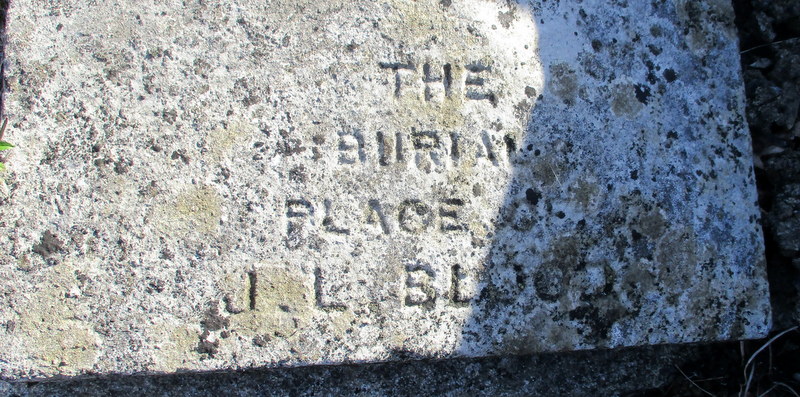 THE
BURIAL
PLACE
J. L.